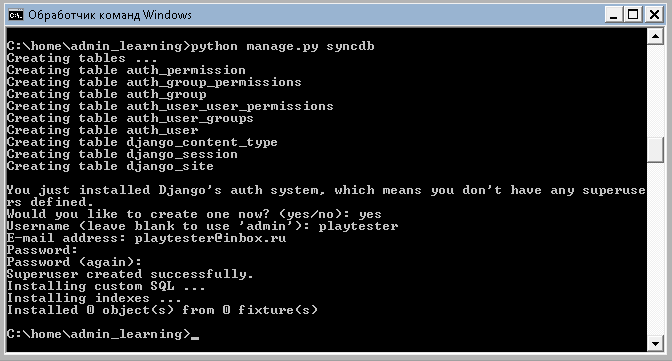 Обработчик команд Windows
C:\home\admin_learning>python manage.py syncdb
Creating tables ...
Creating table auth_permission
Creating table auth_group_permissions
Creating table auth_group
Creating table auth_user_user_permissions
Creating table auth_user_groups
Creating table auth_user
Creating table django_content_type
Creating table django_session
Creating table django_site
You just installed Django's auth system, which means you don't have any superuse
rs defined.
Would you like to create one now? (yes/no): yes
Username (leave blank to use 'admin'): playtester
E-mail address: playtester@inbox.ru
Password:
Password (again):
Superuser created successfully.
Installing custom SQL ...
Installing indexes ...
Installed 0 object(s) from 0 fixture(s)
C:\home\admin_learning>_